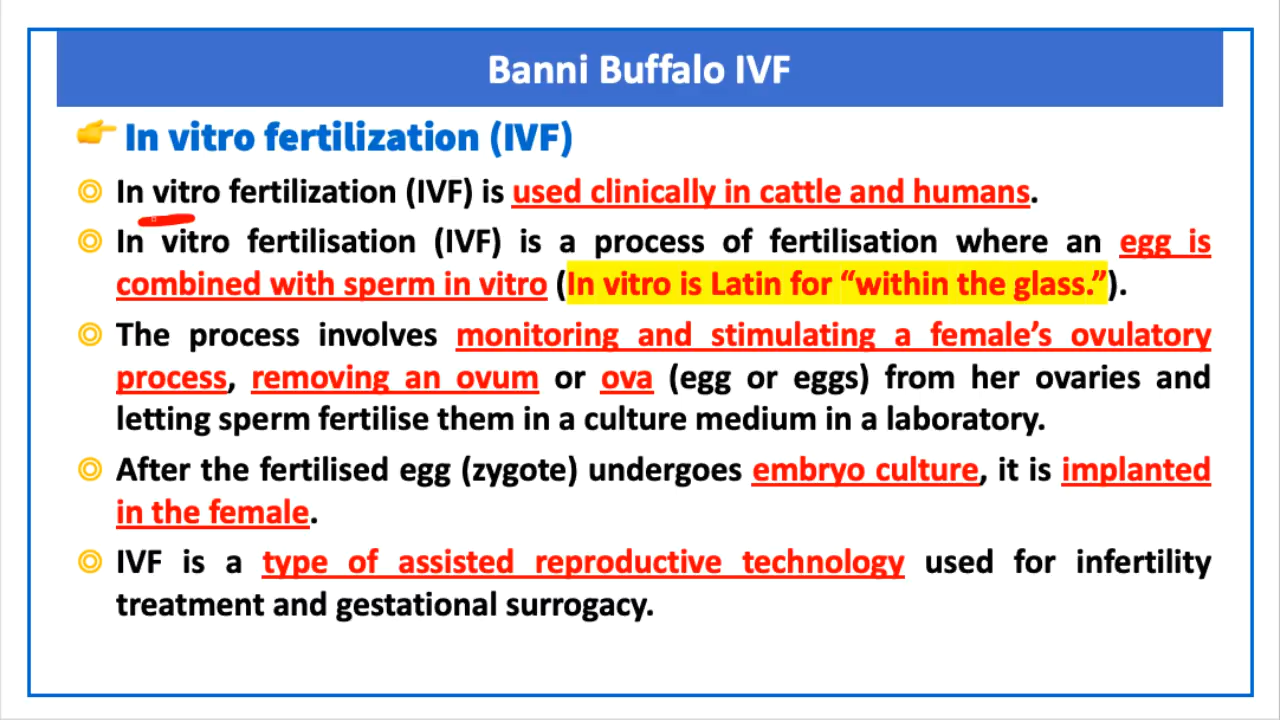 Banni Buffalo IVF
In vitro fertilization (IVF)
In vitro fertilization (IVF) is used clinically in cattle and humans.
In vitro fertilisation (IVF) is a process of fertilisation where an egg is
combined with sperm in vitro (In vitro is Latin for “within the glass.”).
The process involves monitoring and stimulating a female’s ovulatory
process, removing an ovum or ova (egg or eggs) from her ovaries and
letting sperm fertilise them in a culture medium in a laboratory.
After the fertilised egg (zygote) undergoes embryo culture, it is implanted
in the female.
IVF is a type of assisted reproductive technology used for infertility
treatment and gestational surrogacy.